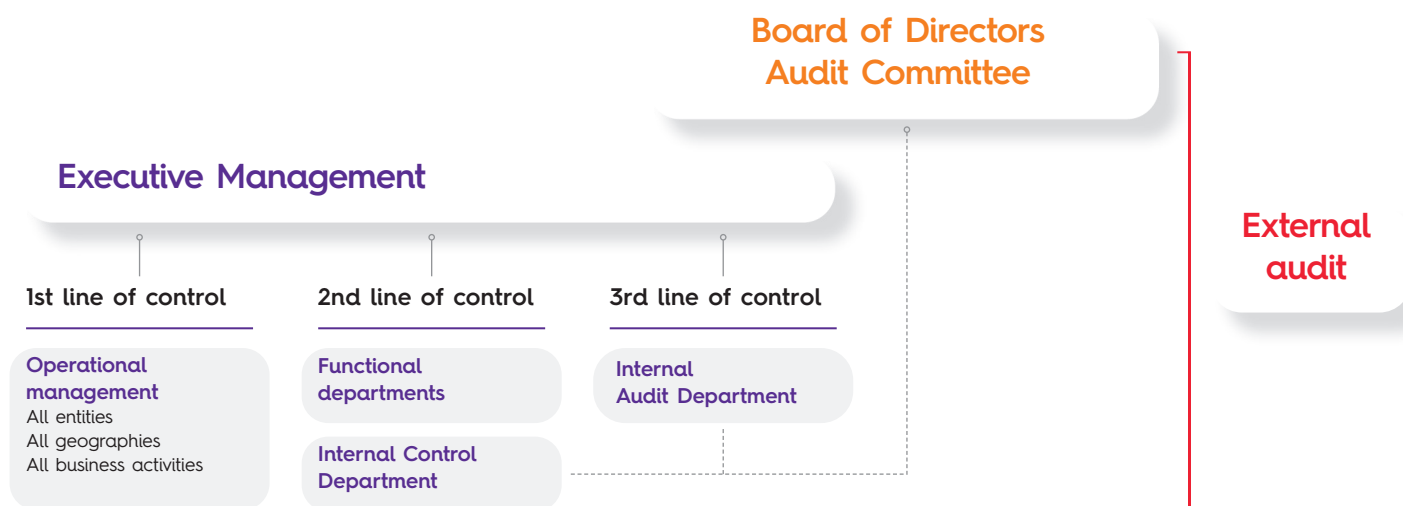 Board of Directors
Audit Committee
Executive Management
External
audit
1st line of control
2nd line of control
3rd line of control
Operational
management
All entities
All geographies
All business activities
Functional
departments
Internal Control
Department
Internal
Audit Department